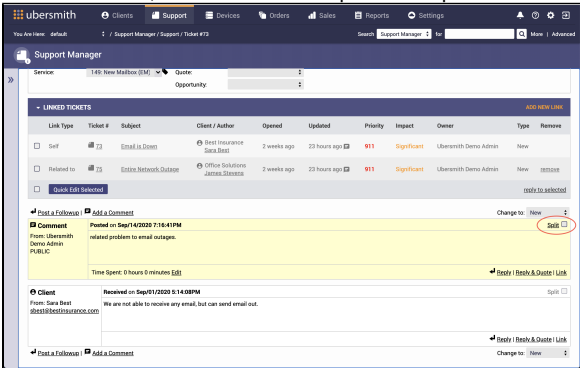 ubersmith Clients Support Devices Orders Sales Reports Settings
You Are Here: default / Support Manager / Support / Ticket #73 Search Support Manager for More | Advanced
Support Manager
Service: 149: New Mailbox (EM) Quote:
Opportunity:
LINKED TICKETS ADD NEW LINK
Link Type Ticket # Subject Client / Author Opened Updated Priority Impact Owner Type Remove
Self 73 Email is Down Best Insurance 2 weeks ago 23 hours ago 911 Significant Ubersmith Demo Admin New
Sara Best
Related to 75 Entire Network Outage Office Solutions 2 weeks ago 23 hours ago 911 Significant Ubersmith Demo Admin New remove
James Stevens
Quick Edit Selected reply to selected
Post a Followup | Add a Comment Change to: New
Comment Posted on Sep/14/2020 7:16:41PM Split
From: Ubersmith related problem to email outages.
Demo Admin
PUBLIC
Time Spent: 0 hours 0 minutes Edit Reply | Reply & Quote | Link
Client Received on Sep/01/2020 5:14:08PM Split
From: Sara Best We are not able to receive any email, but can send email out.
sbest@bestinsurance.com
Reply | Reply & Quote | Link
Post a Followup | Add a Comment Change to: New